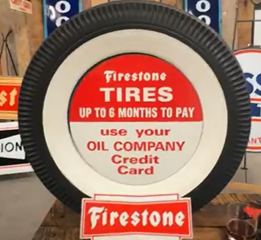 Firestone
TIRES
UP TO 6 MONTHS TO PAY
use your
OIL COMPANY
Credit
Card
Firestone